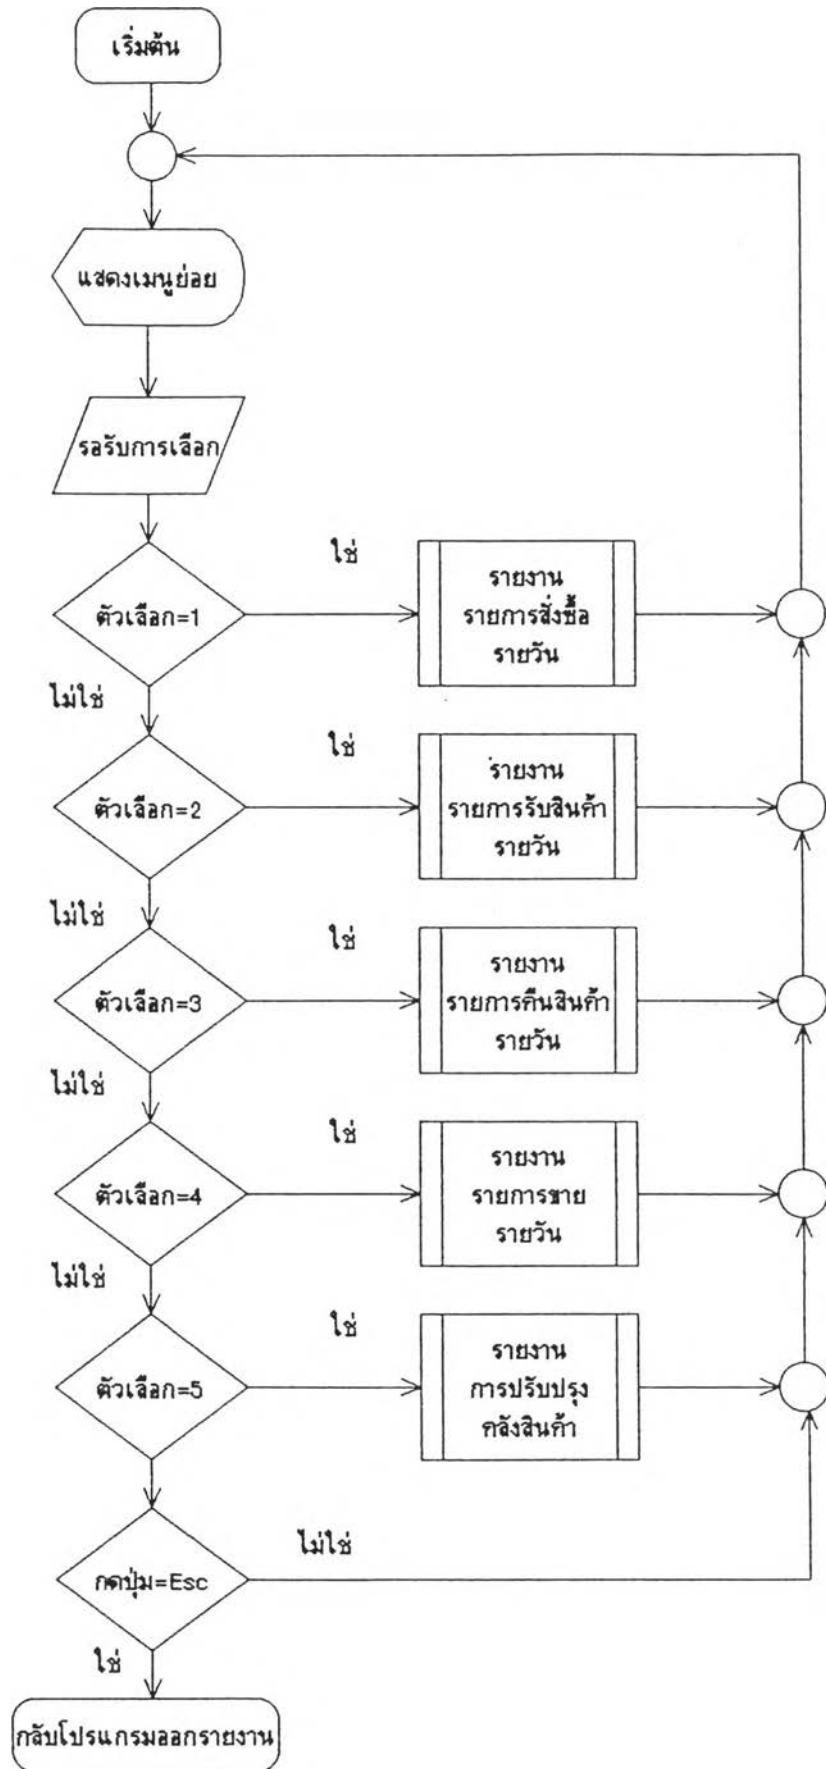 เริ่มต้น
แสดงเมนูย่อย
รอรับการเลือก
ใช่
ตัวเลือก=1
รายงาน
รายการสั่งซื้อ
รายวัน
ไม่ใช่
ใช่
ตัวเลือก=2
รายงาน
รายการรับสินค้า
รายวัน
ไม่ใช่
ใช่
ตัวเลือก=3
รายงาน
รายการคืนสินค้า
รายวัน
ไม่ใช่
ใช่
ตัวเลือก=4
รายงาน
รายการขาย
รายวัน
ไม่ใช่
ใช่
ตัวเลือก=5
รายงาน
การปรับปรุง
คลังสินค้า
ไม่ใช่
กดปุ่ม=Esc
ใช่
กลับโปรแกรมออกรายงาน